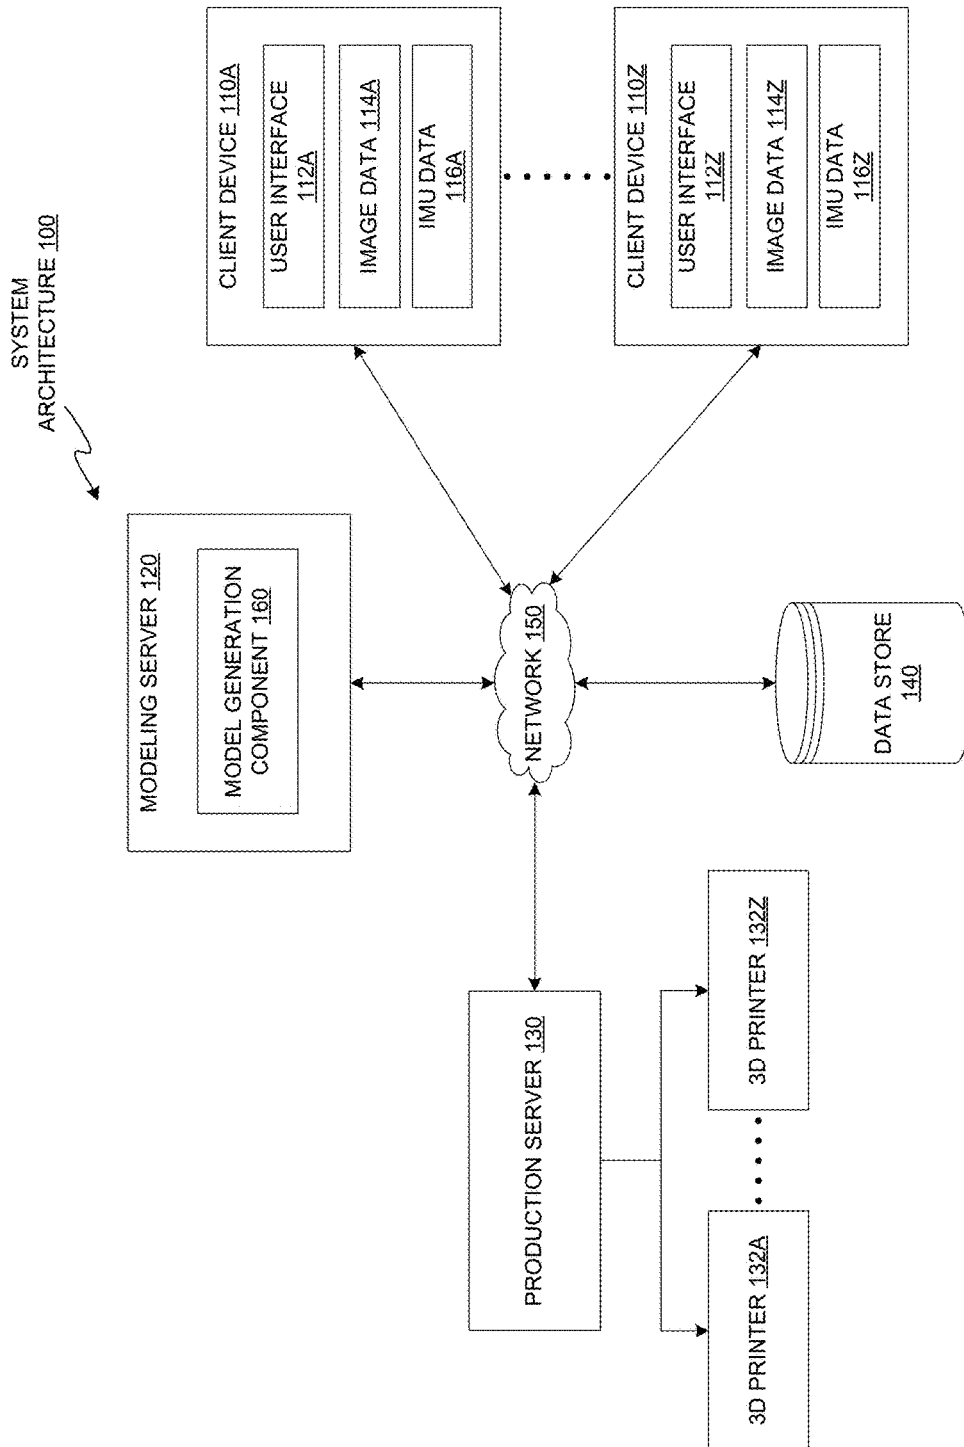 SYSTEM
ARCHITECTURE 100
MODELING SERVER 120
MODEL GENERATION
COMPONENT 160
CLIENT DEVICE 110A
USER INTERFACE
112A
IMAGE DATA 114A
IMU DATA
116A
CLIENT DEVICE 110Z
USER INTERFACE
112Z
IMAGE DATA 114Z
IMU DATA
116Z
NETWORK 150
PRODUCTION SERVER 130
3D PRINTER 132A
3D PRINTER 132Z
DATA STORE
140